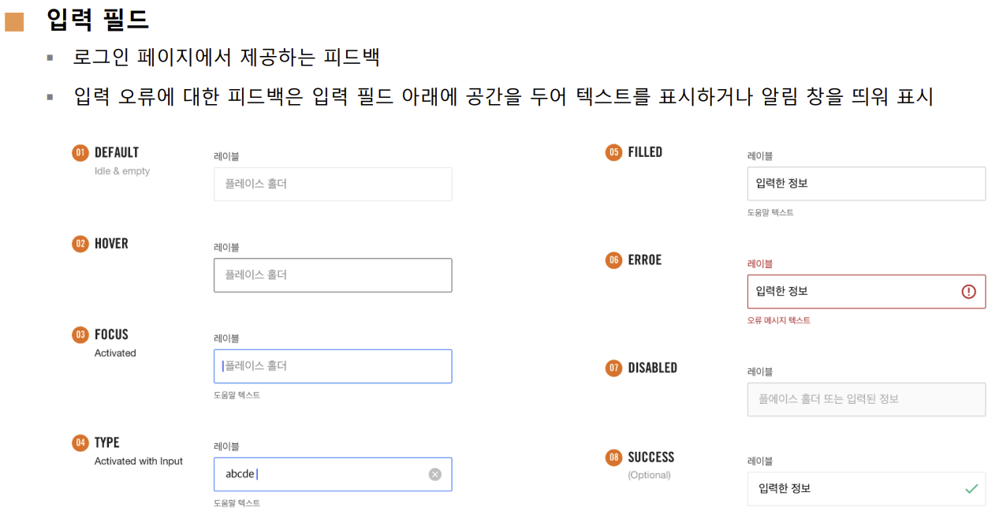 입력 필드
로그인 페이지에서 제공하는 피드백
입력 오류에 대한 피드백은 입력 필드 아래에 공간을 두어 텍스트를 표시하거나 알림 창을 띄워 표시
01 DEFAULT
Idle & empty
레이블
플레이스 홀더
02 HOVER
레이블
플레이스 홀더
03 FOCUS
Activated
레이블
플레이스 홀더
도움말 텍스트
04 TYPE
Activated with Input
레이블
abcde
도움말 텍스트
05 FILLED
레이블
입력한 정보
도움말 텍스트
06 ERROE
레이블
입력한 정보
오류 메시지 텍스트
07 DISABLED
레이블
플에이스 홀더 또는 입력된 정보
08 SUCCESS
(Optional)
레이블
입력한 정보